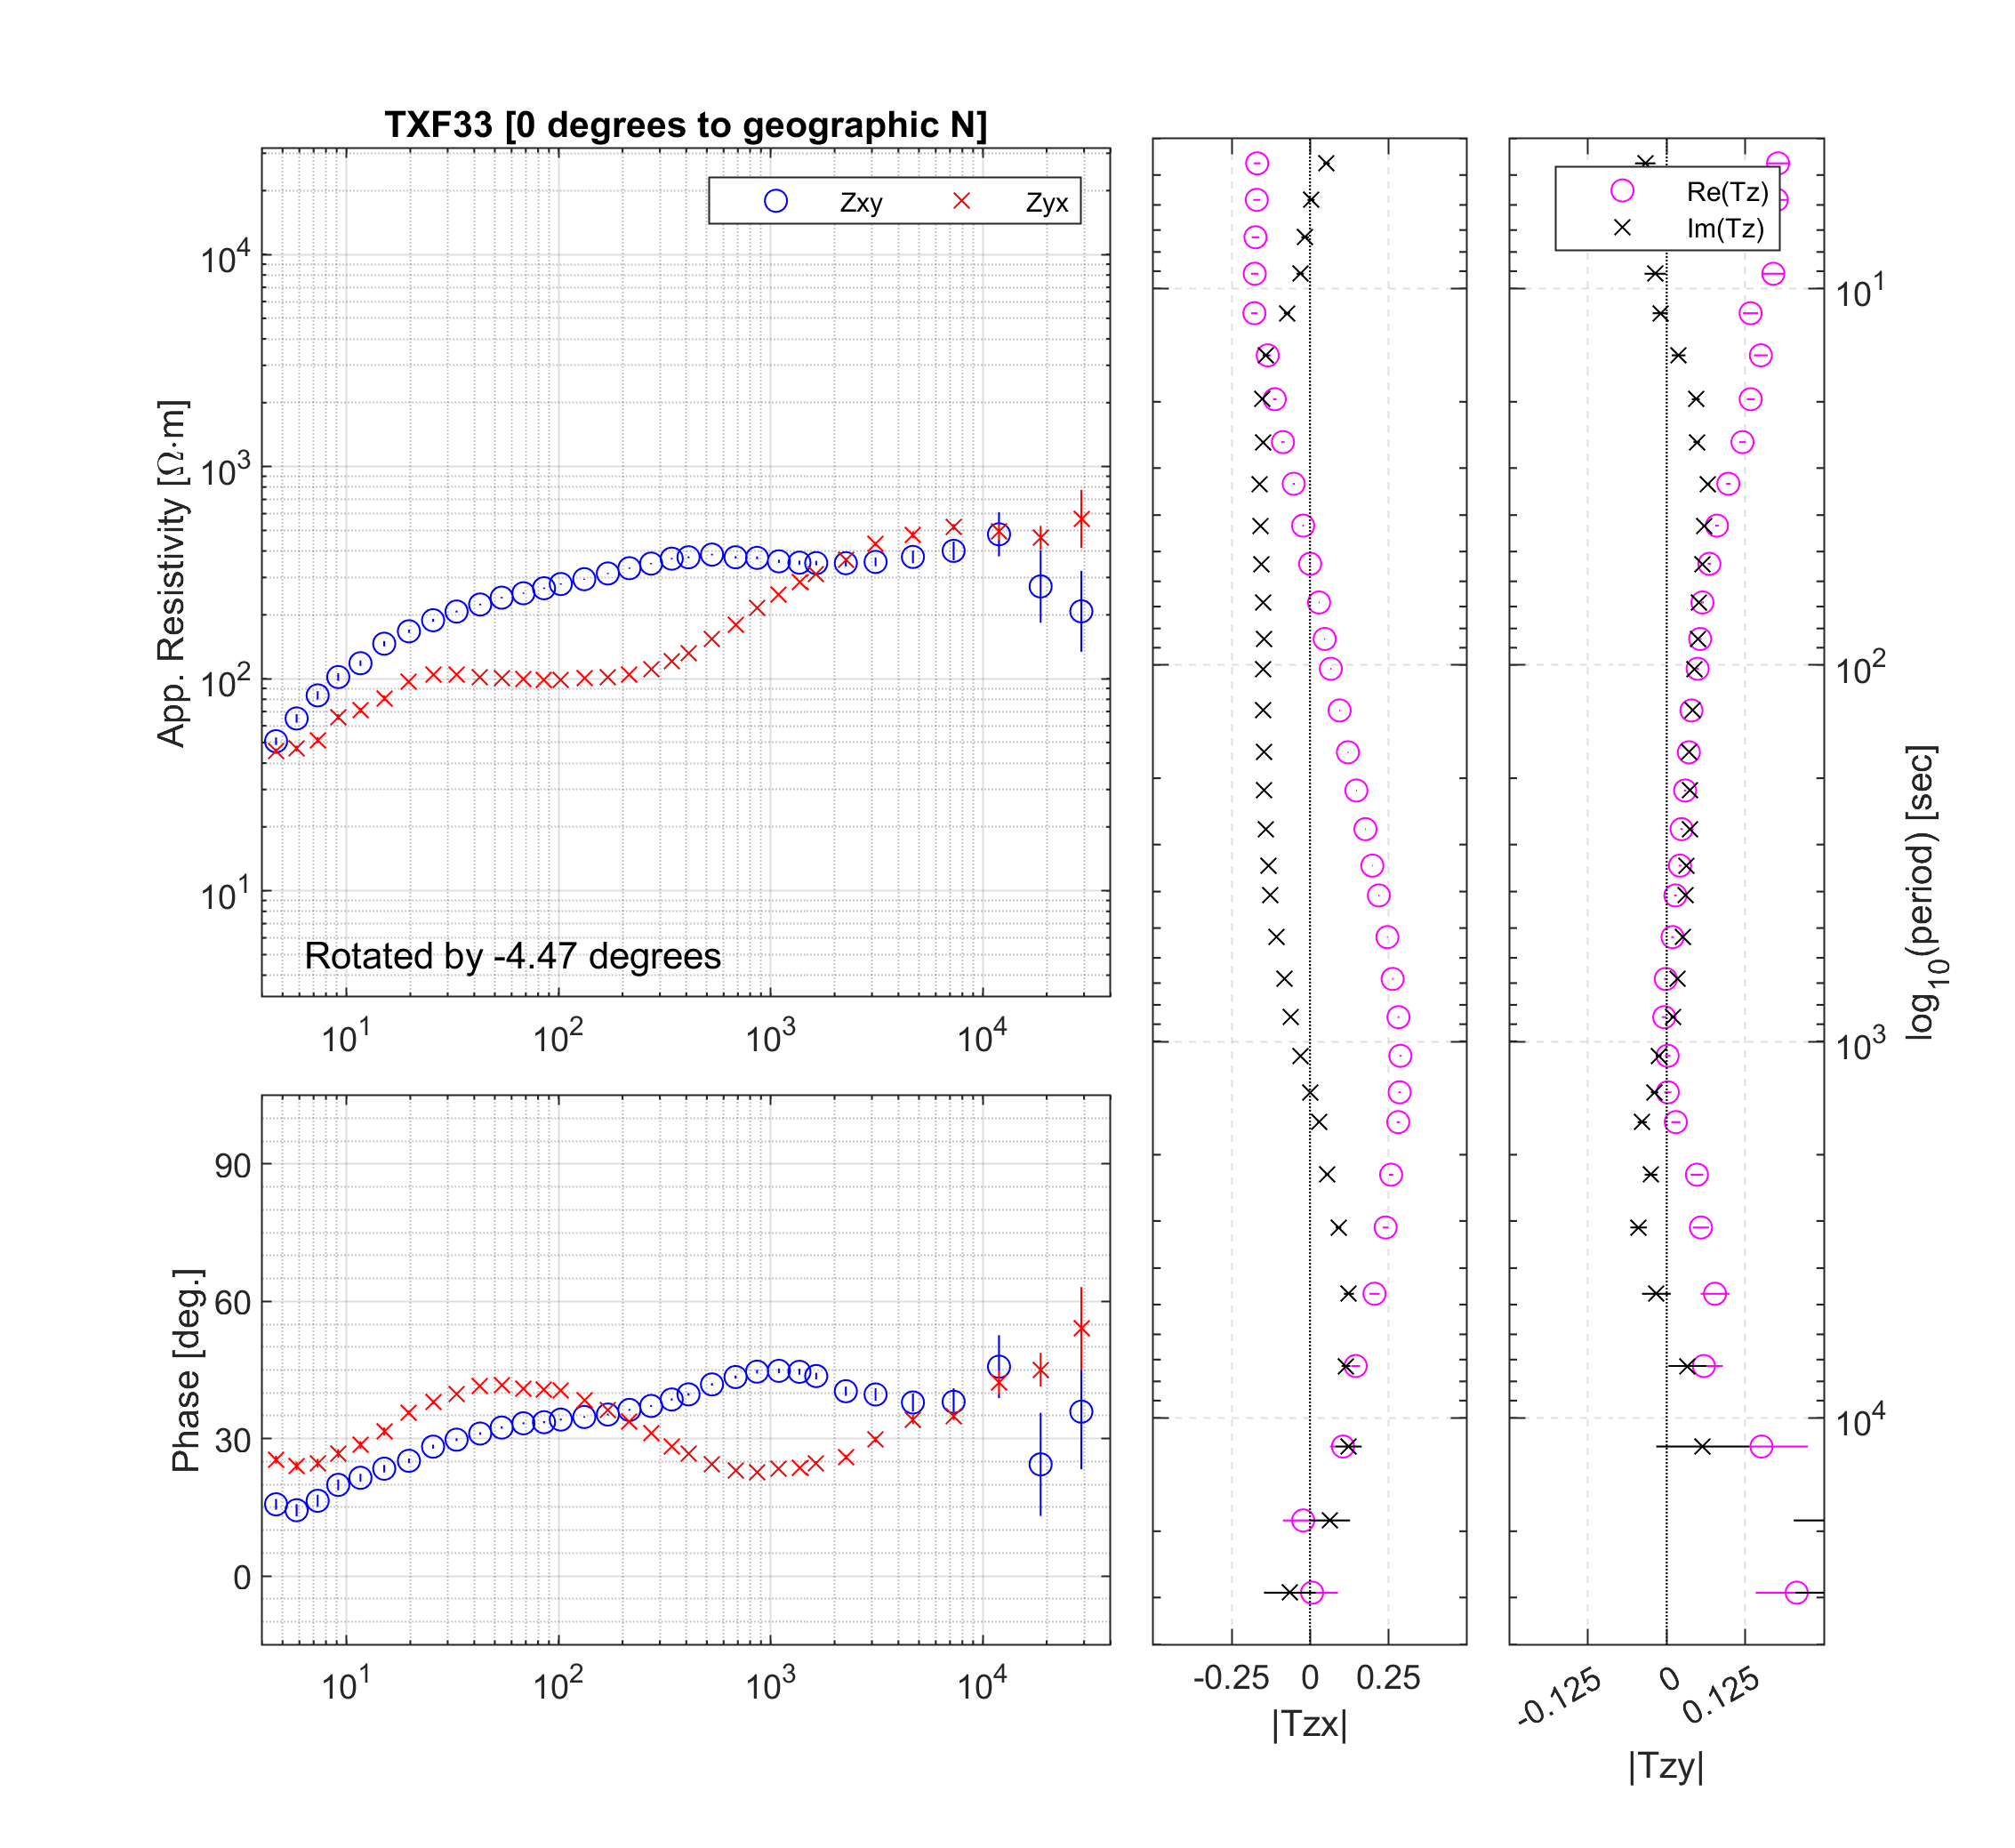 TXF33 [0 degrees to geographic N]
Zxy Zyx
App. Resistivity [Ω·m]
10^4
10^3
10^2
10^1
Rotated by -4.47 degrees
10^1 10^2 10^3 10^4
Phase [deg.]
90
60
30
0
10^1 10^2 10^3 10^4
-0.25 0 0.25
|Tzx|
Re(Tz)
Im(Tz)
-0.125 0 0.125
|Tzy|
10^1
10^2
10^3
10^4
log_10(period) [sec]